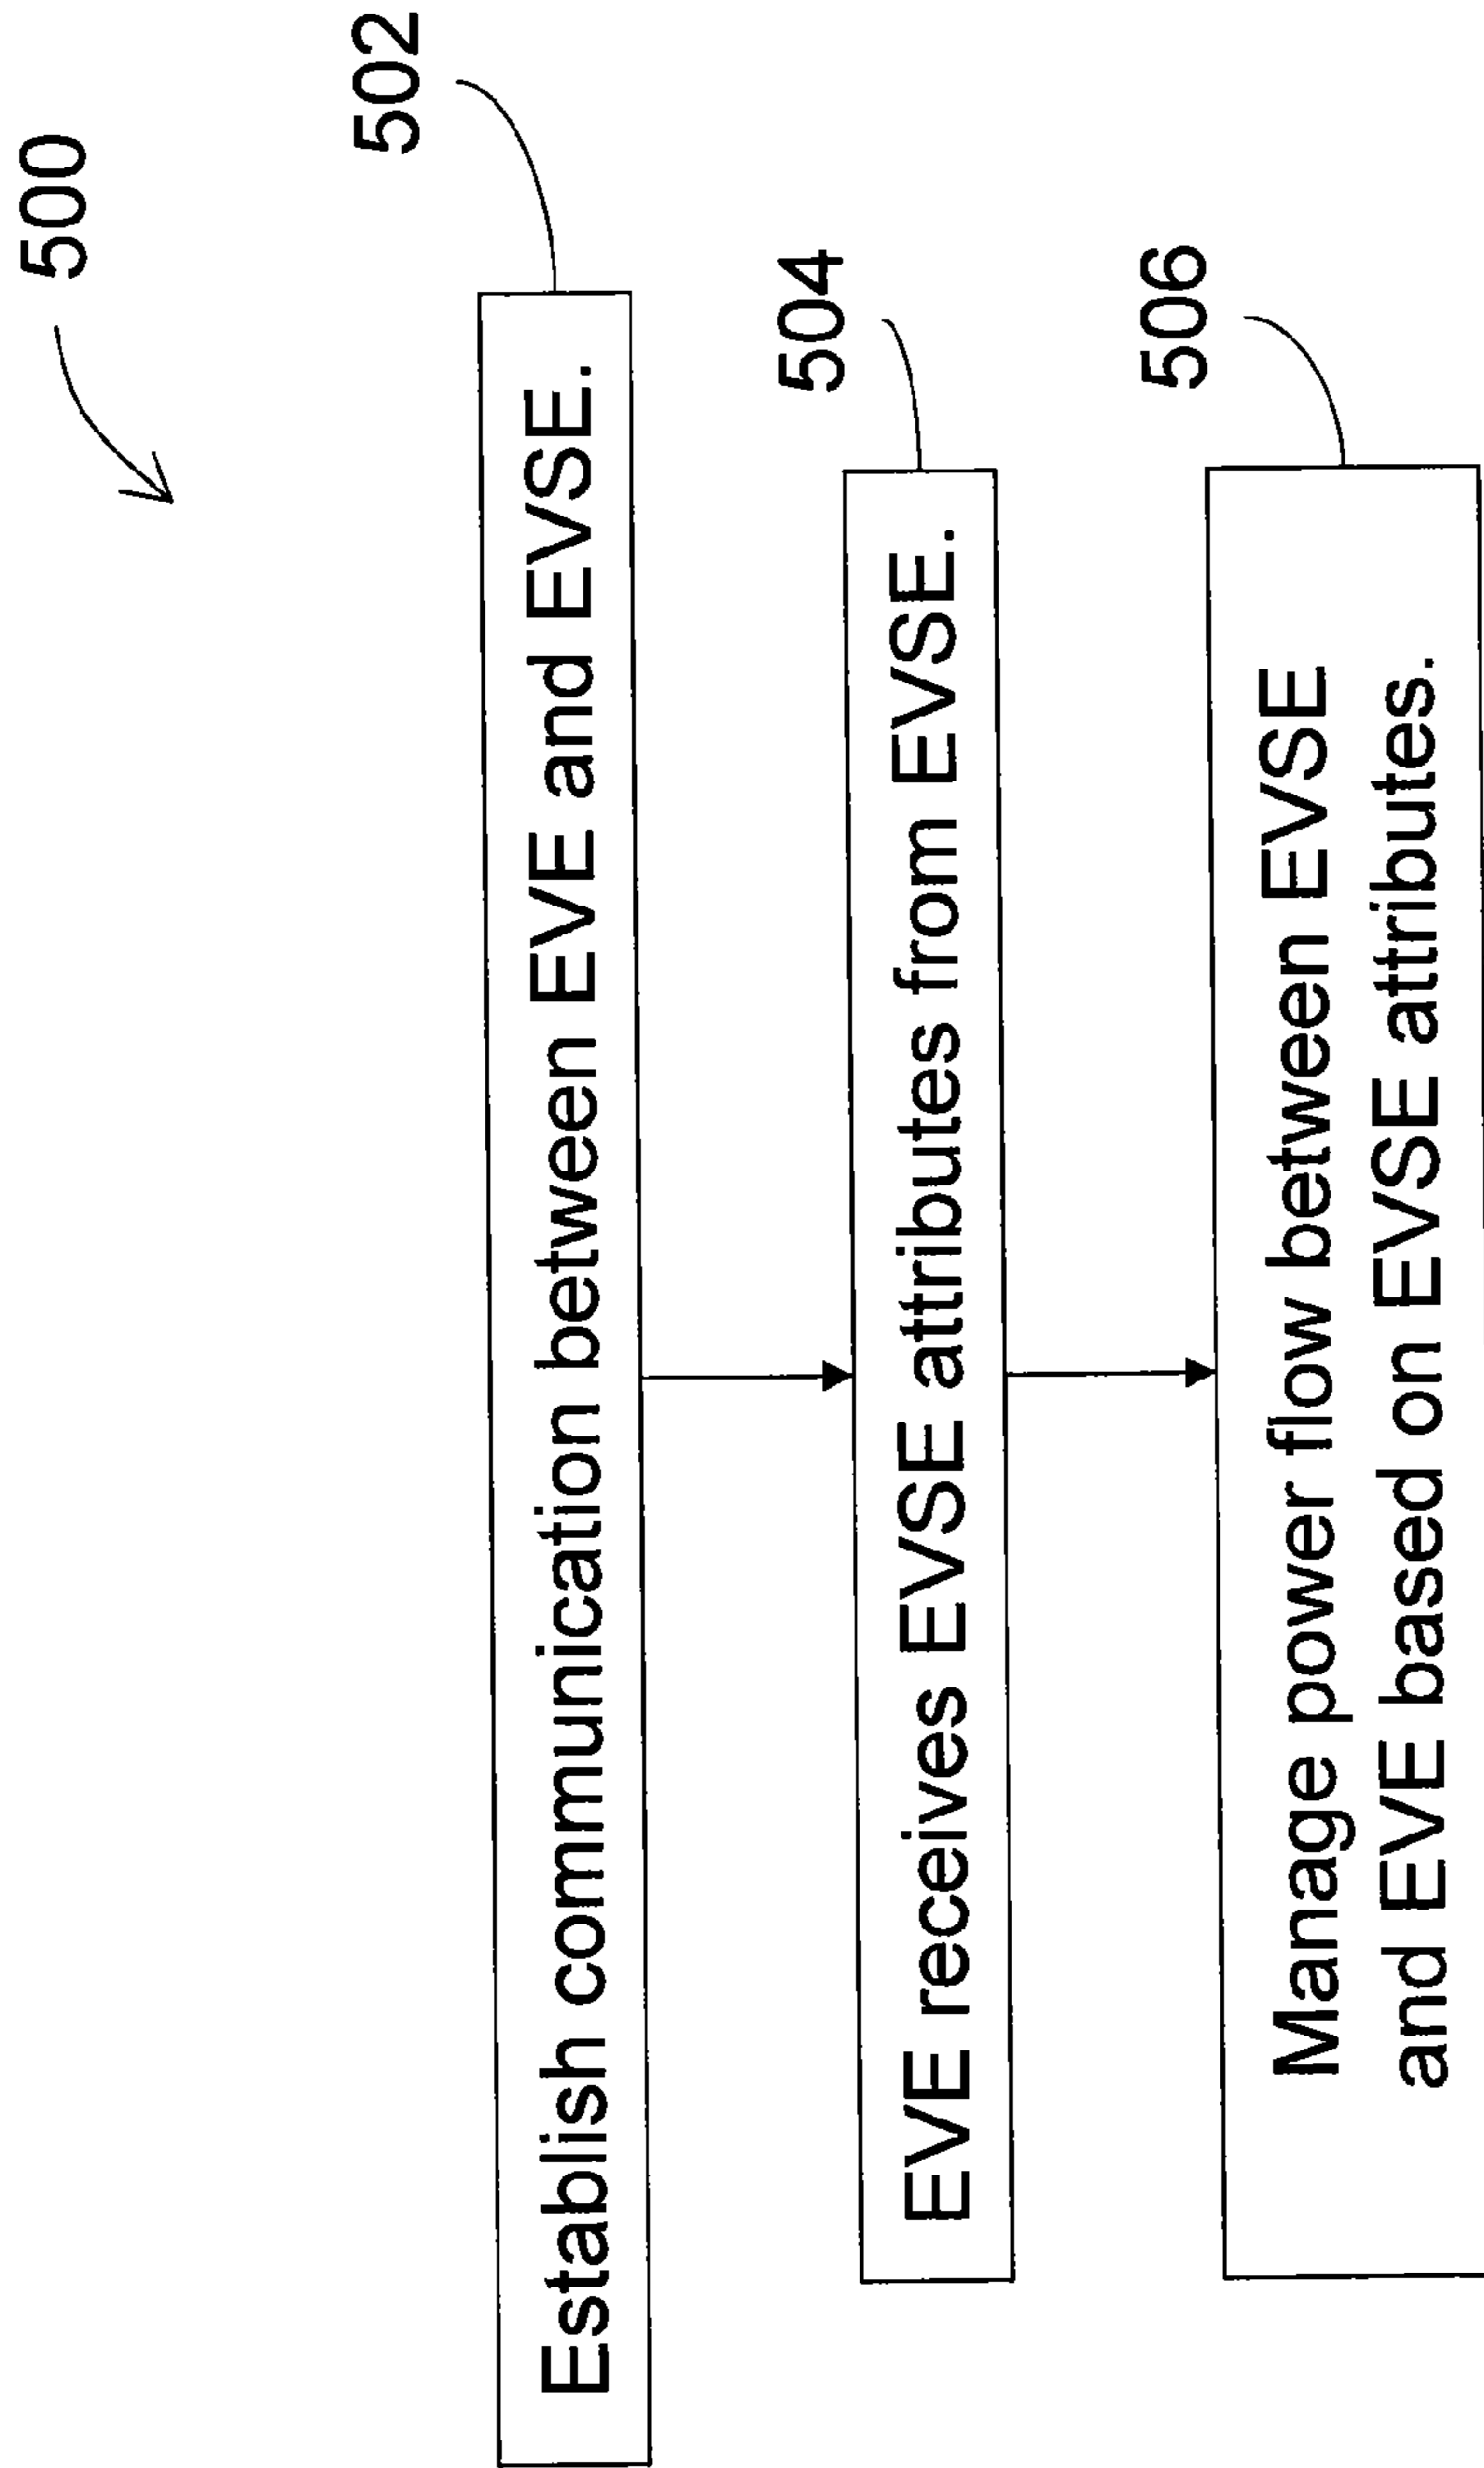 500
502
Establish communication between EVE and EVSE.
504
EVE receives EVSE attributes from EVSE.
506
Manage power flow between EVSE
and EVE based on EVSE attributes.